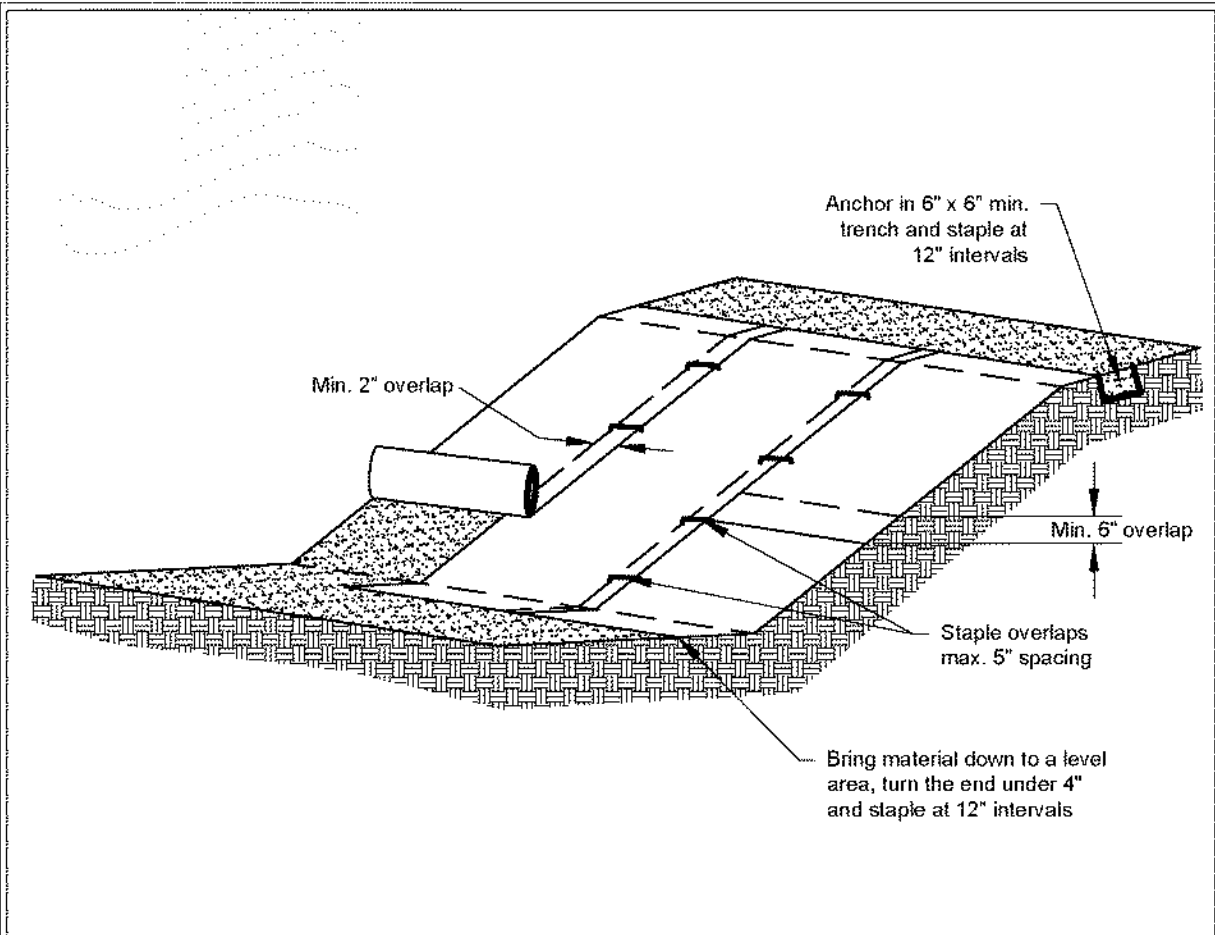 Anchor in 6" x 6" min.
trench and staple at
12" intervals
Min. 2" overlap
Min. 6" overlap
Staple overlaps
max. 5" spacing
Bring material down to a level
area, turn the end under 4"
and staple at 12" intervals